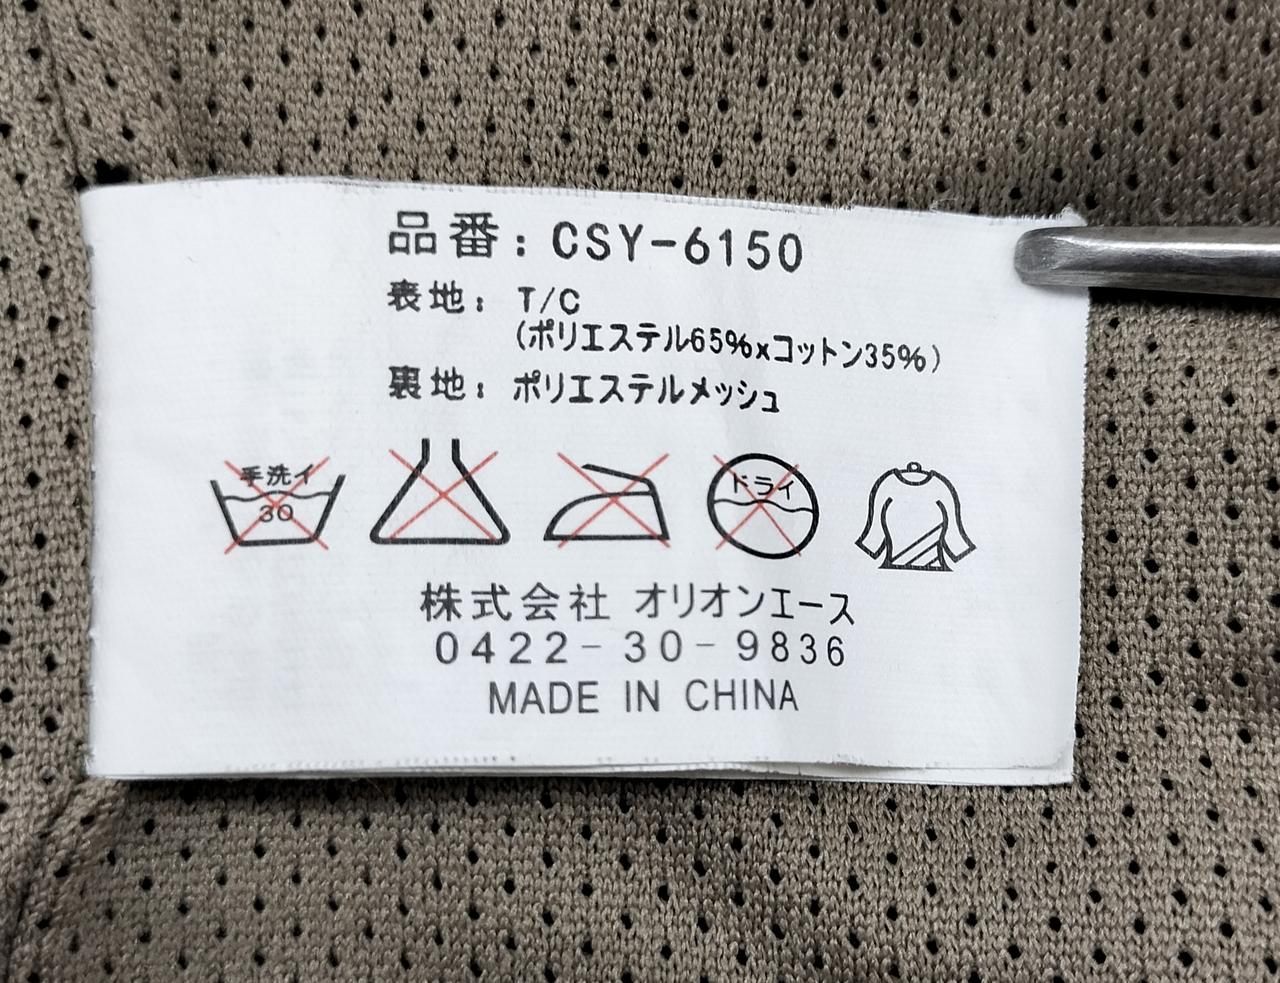 品番: CSY-6150
表地: T/C
(ポリエステル65%xコットン35%)
裏地: ポリエステルメッシュ
手洗イ
30
ドライ
株式会社 オリオンエース
0422-30-9836
MADE IN CHINA